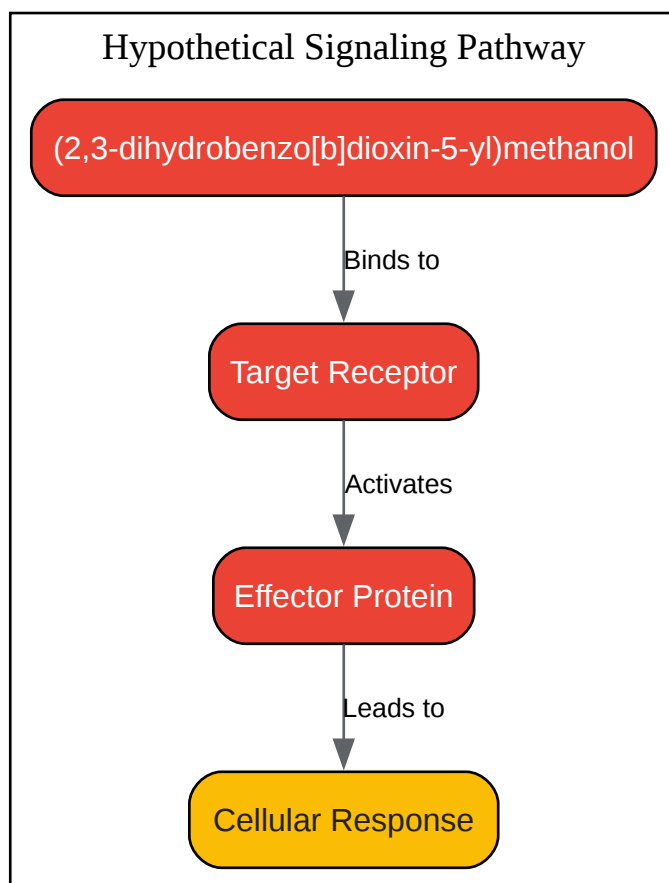 Hypothetical Signaling Pathway
(2,3-dihydrobenzo[b]dioxin-5-yl)methanol
Binds to
Target Receptor
Activates
Effector Protein
Leads to
Cellular Response